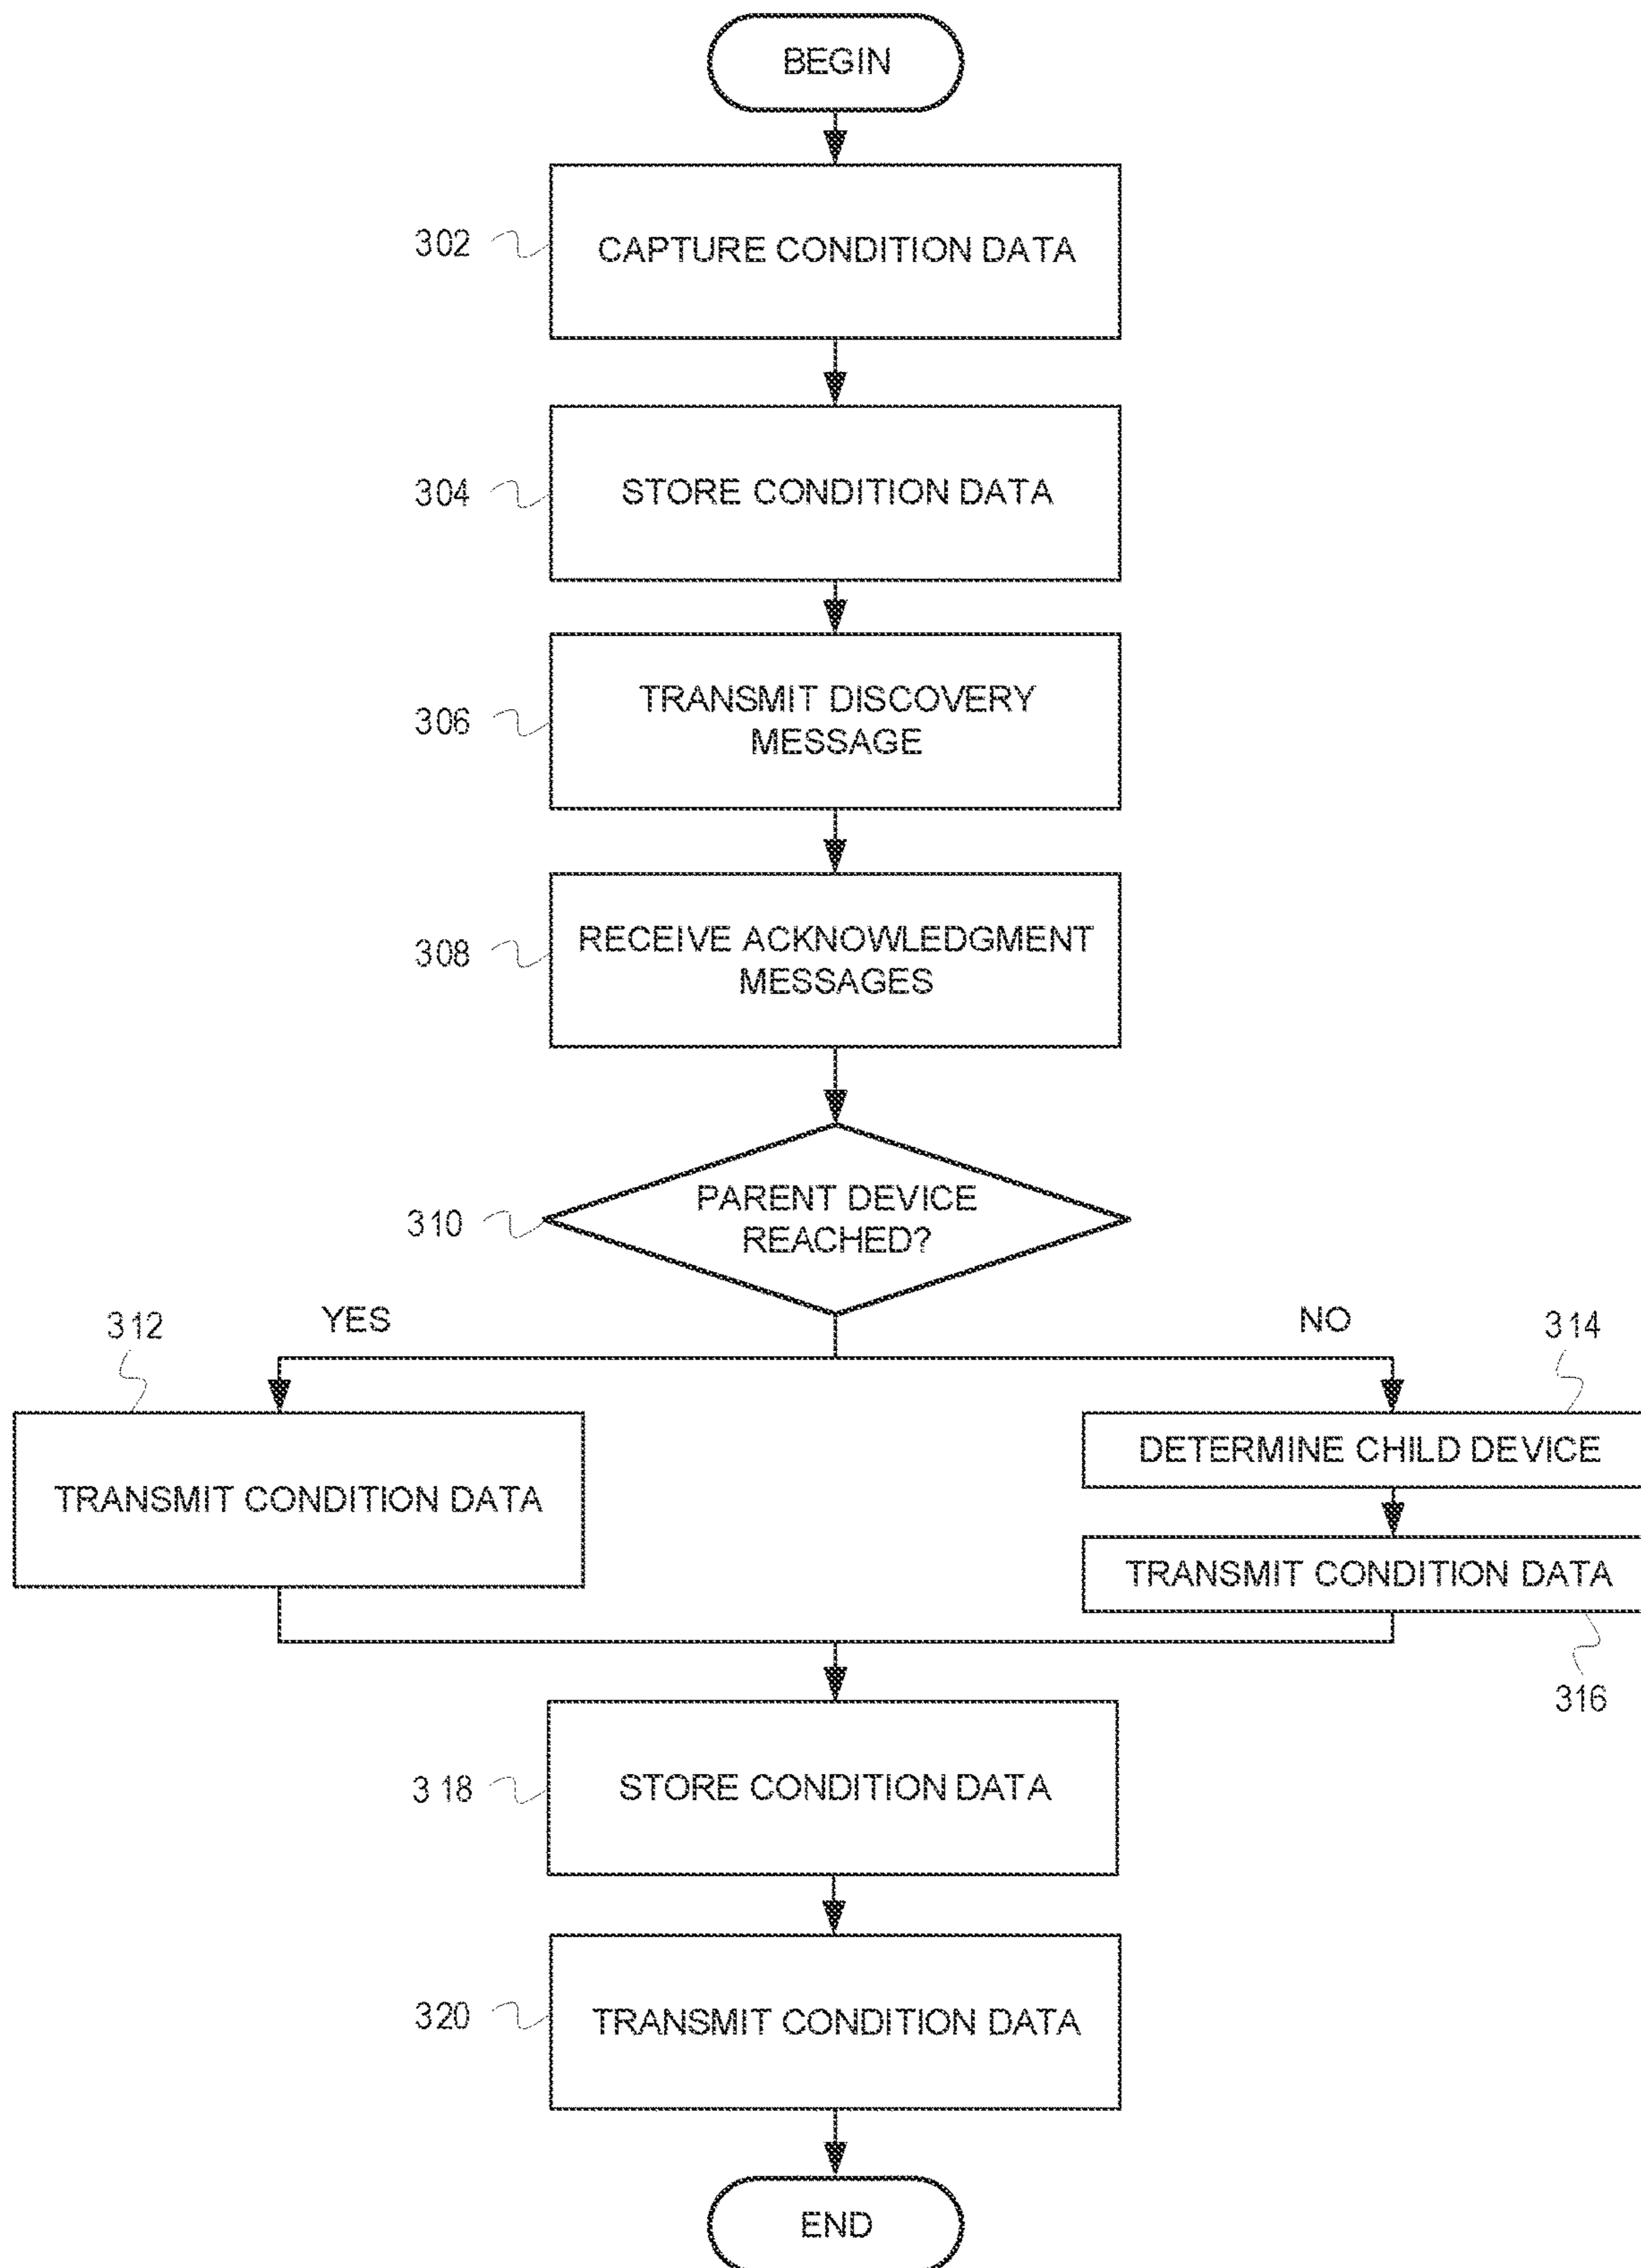 BEGIN
302
CAPTURE CONDITION DATA
304
STORE CONDITION DATA
306
TRANSMIT DISCOVERY
MESSAGE
308
RECEIVE ACKNOWLEDGMENT
MESSAGES
310
PARENT DEVICE
REACHED?
312
YES
NO
314
TRANSMIT CONDITION DATA
DETERMINE CHILD DEVICE
TRANSMIT CONDITION DATA
316
318
STORE CONDITION DATA
320
TRANSMIT CONDITION DATA
END